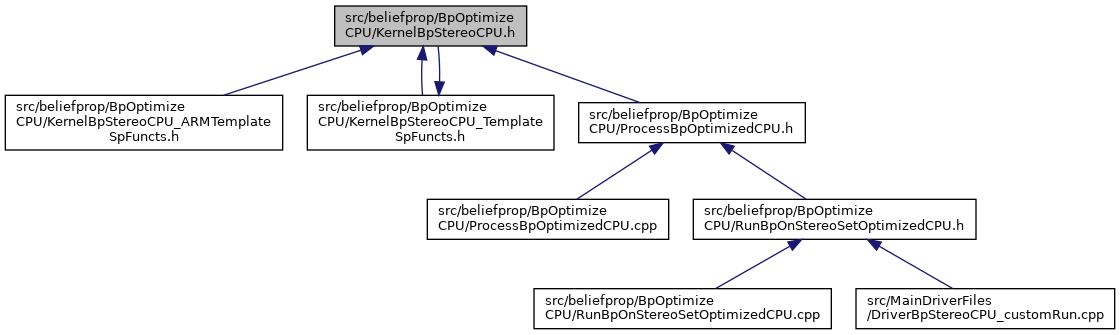 src/beliefprop/BpOptimize
CPU/KernelBpStereoCPU.h
src/beliefprop/BpOptimize
CPU/KernelBpStereoCPU_ARMTemplate
SpFuncts.h
src/beliefprop/BpOptimize
CPU/KernelBpStereoCPU_Template
SpFuncts.h
src/beliefprop/BpOptimize
CPU/ProcessBpOptimizedCPU.h
src/beliefprop/BpOptimize
CPU/ProcessBpOptimizedCPU.cpp
src/beliefprop/BpOptimize
CPU/RunBpOnStereoSetOptimizedCPU.h
src/beliefprop/BpOptimize
CPU/RunBpOnStereoSetOptimizedCPU.cpp
src/MainDriverFiles
/DriverBpStereoCPU_customRun.cpp